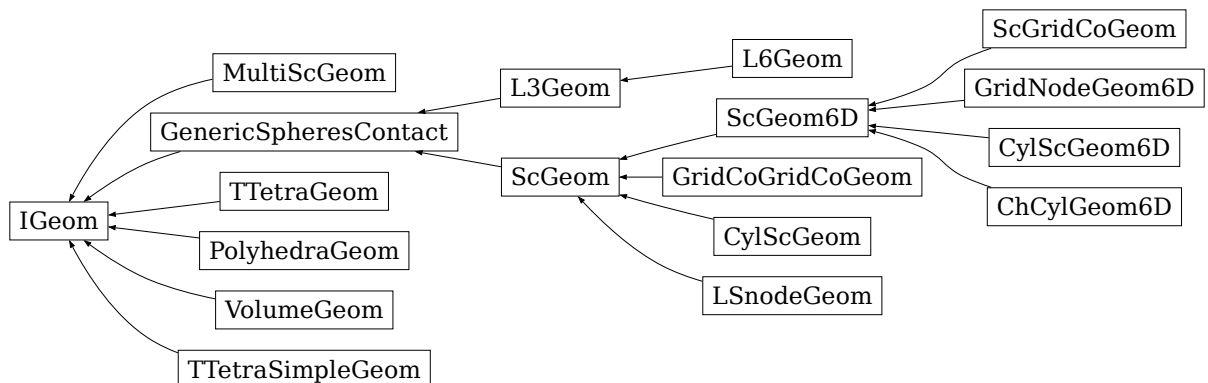 ScGridCoGeom
MultiScGeom
L6Geom
L3Geom
GridNodeGeom6D
GenericSpheresContact
ScGeom6D
CylScGeom6D
TTetraGeom
ScGeom
GridCoGridCoGeom
ChCylGeom6D
IGeom
PolyhedraGeom
CylScGeom
VolumeGeom
LSnodeGeom
TTetraSimpleGeom